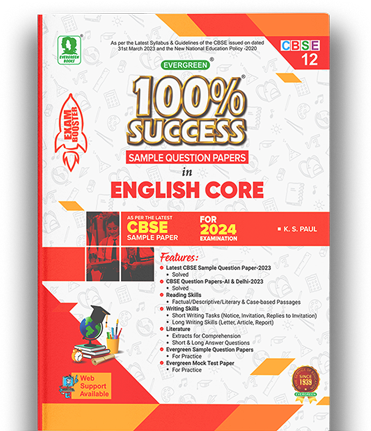 As per the Latest Syllabus & Guidelines of the CBSE issued on dated
31st March 2023 and the New National Education Policy -2020
EVERGREEN BOOKS
CBSE
12
EVERGREEN
100%
SUCCESS
SAMPLE QUESTION PAPERS
in
ENGLISH CORE
EXAM
BOOSTER
AS PER THE LATEST
CBSE
SAMPLE PAPER
FOR
2024
EXAMINATION
• K. S. PAUL
Features:
• Latest CBSE Sample Question Paper-2023
• Solved
• CBSE Question Papers-AI & Delhi-2023
• Solved
• Reading Skills
• Factual/Descriptive/Literary & Case-based Passages
• Writing Skills
• Short Writing Tasks (Notice, Invitation, Replies to Invitation)
• Long Writing Skills (Letter, Article, Report)
• Literature
• Extracts for Comprehension
• Short & Long Answer Questions
• Evergreen Sample Question Papers
• For Practice
• Evergreen Mock Test Paper
• For Practice
Web
Support
Available
SINCE
1939
EVERGREEN